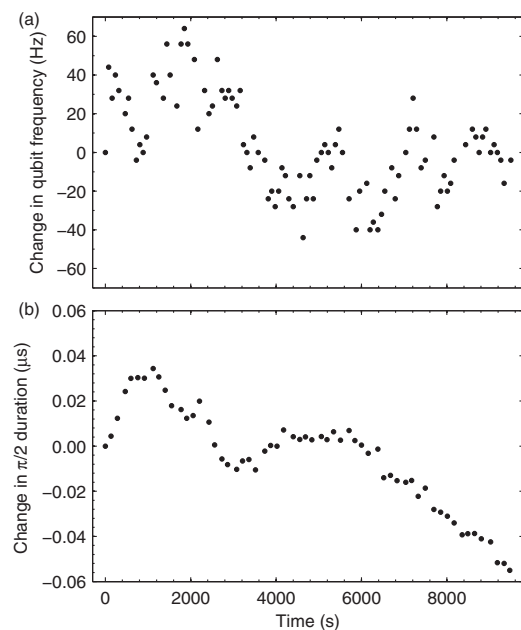 (a)
Change in qubit frequency (Hz)
60
40
20
0
−20
−40
−60
(b)
Change in π/2 duration (μs)
0.06
0.04
0.02
0.00
−0.02
−0.04
−0.06
0 2000 4000 6000 8000
Time (s)